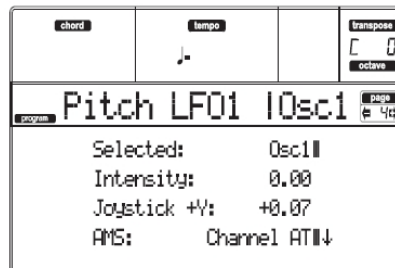 chord
tempo
transpose
C 0
octave
program
Pitch LFO1 |Osc1
page
Selected: Osc1
Intensity: 0.00
Joystick +Y: +0.07
AMS: Channel AT